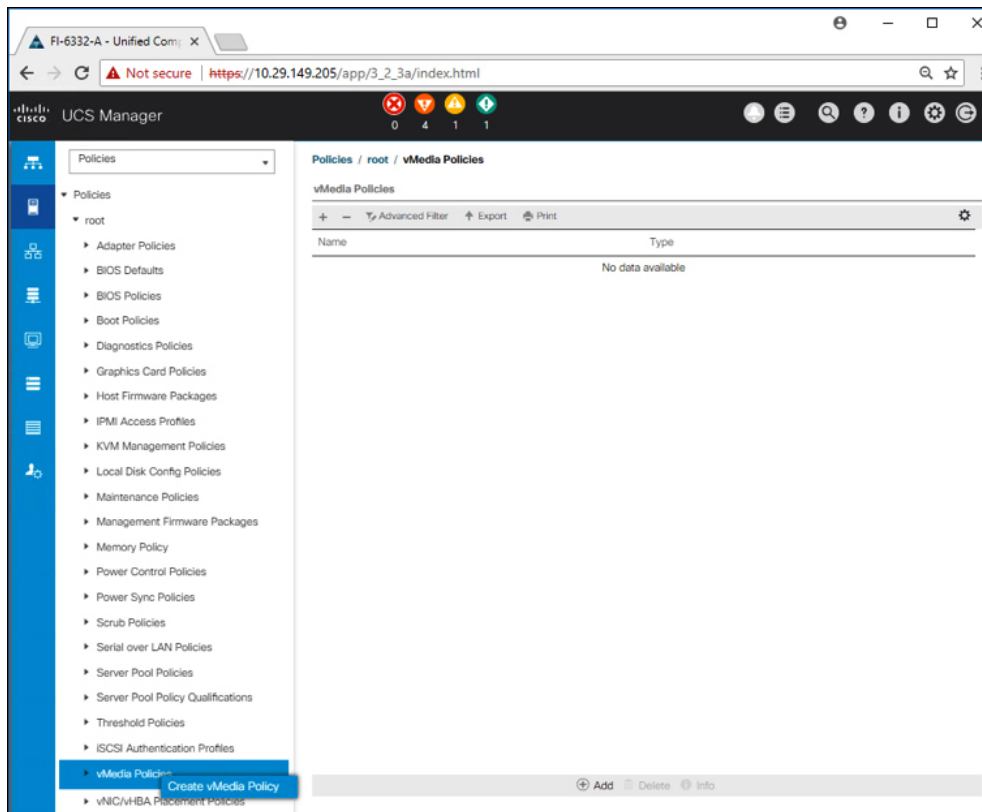 FI-6332-A - Unified Comp
Not secure | https://10.29.149.205/app/3_2_3a/index.html
cisco UCS Manager
0 4 1 1
Policies
Policies / root / vMedia Policies
Policies
root
Adapter Policies
BIOS Defaults
BIOS Policies
Boot Policies
Diagnostics Policies
Graphics Card Policies
Host Firmware Packages
IPMI Access Profiles
KVM Management Policies
Local Disk Config Policies
Maintenance Policies
Management Firmware Packages
Memory Policy
Power Control Policies
Power Sync Policies
Scrub Policies
Serial over LAN Policies
Server Pool Policies
Server Pool Policy Qualifications
Threshold Policies
iSCSI Authentication Profiles
vMedia Policies
Create vMedia Policy
vNIC/vHBA Placement Policies
vMedia Policies
+ − Advanced Filter Export Print
Name Type
No data available
Add Delete Info